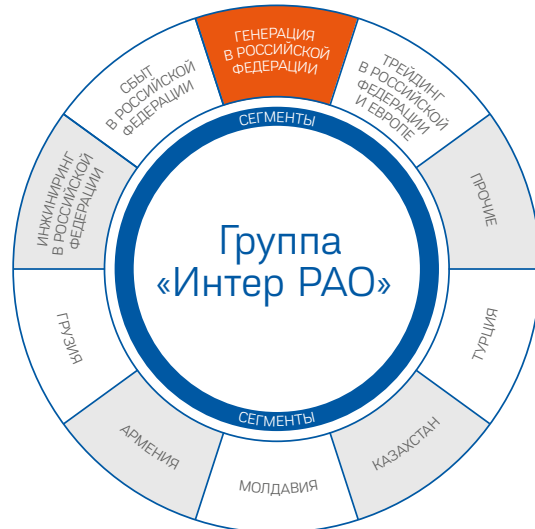 ГЕНЕРАЦИЯ
В РОССИЙСКОЙ
ФЕДЕРАЦИИ
ТРЕЙДИНГ
В РОССИЙСКОЙ
ФЕДЕРАЦИИ
И ЕВРОПЕ
ПРОЧИЕ
ТУРЦИЯ
КАЗАХСТАН
МОЛДАВИЯ
АРМЕНИЯ
ГРУЗИЯ
ИНЖИНИРИНГ
В РОССИЙСКОЙ
ФЕДЕРАЦИИ
СБЫТ
В РОССИЙСКОЙ
ФЕДЕРАЦИИ
СЕГМЕНТЫ
Группа
«Интер РАО»
СЕГМЕНТЫ